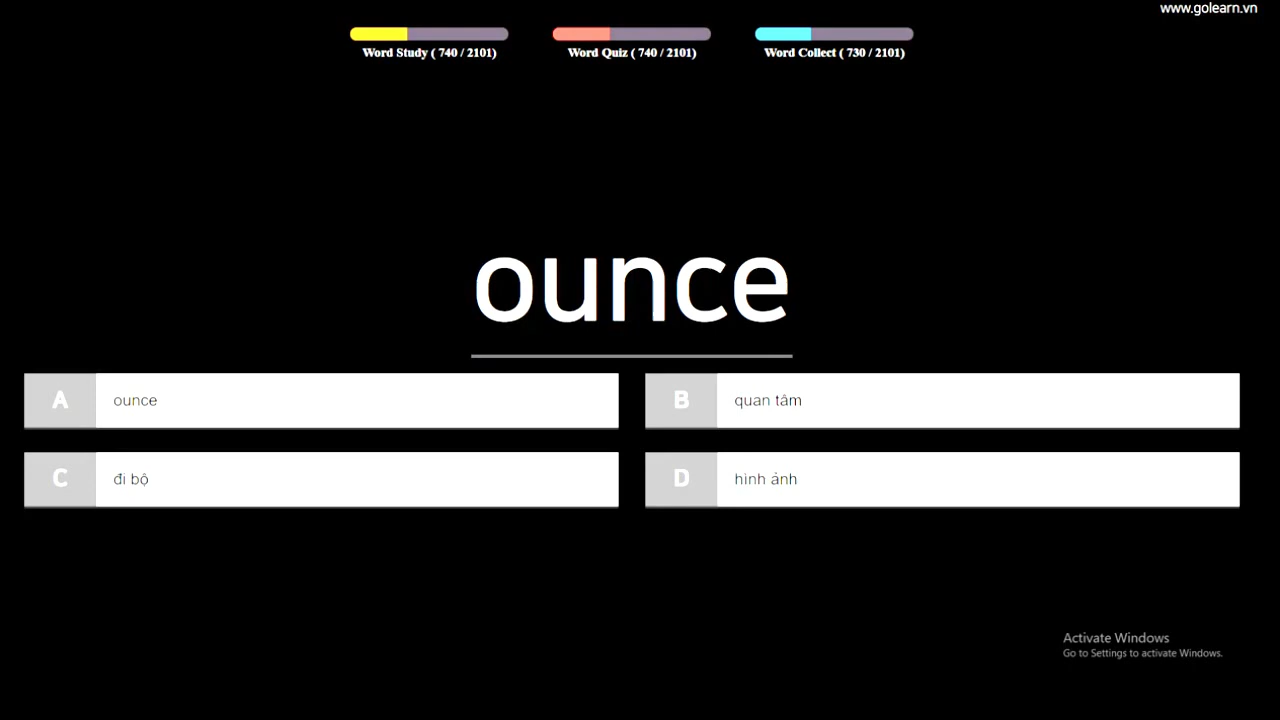 www.golearn.vn
Word Study ( 740 / 2101)
Word Quiz ( 740 / 2101)
Word Collect ( 730 / 2101)
ounce
A ounce
B quan tâm
C đi bộ
D hình ảnh
Activate Windows
Go to Settings to activate Windows.